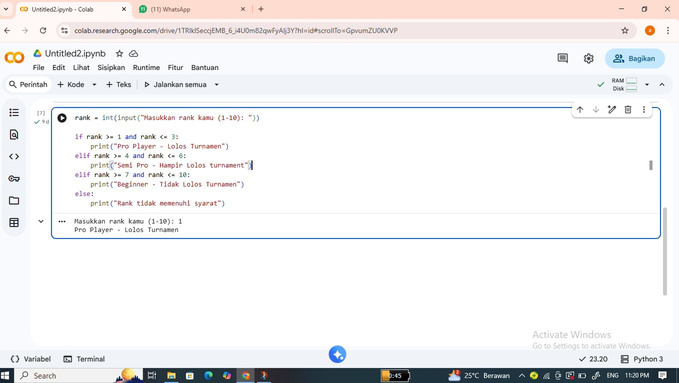 Untitled2.ipynb - Colab
(11) WhatsApp
colab.research.google.com/drive/1TRlkISeccjEMB_6_i4U0m82qwFyAlj3Y?hl=id#scrollTo=GpvumZU0KVVP
CO
Untitled2.ipynb
Bagikan
File Edit Lihat Sisipkan Runtime Fitur Bantuan
Perintah + Kode + Teks Jalankan semua
RAM
Disk
[7]
9d
rank = int(input("Masukkan rank kamu (1-10): "))
if rank >= 1 and rank <= 3:
print("Pro Player - Lolos Turnamen")
elif rank >= 4 and rank <= 6:
print("Semi Pro - Hampir Lolos turnament")
elif rank >= 7 and rank <= 10:
print("Beginner - Tidak Lolos Turnamen")
else:
print("Rank tidak memenuhi syarat")
Masukkan rank kamu (1-10): 1
Pro Player - Lolos Turnamen
Activate Windows
Go to Settings to activate Windows.
Variabel Terminal
23.20 Python 3
Search
0:45
25°C Berawan
ENG 11:20 PM